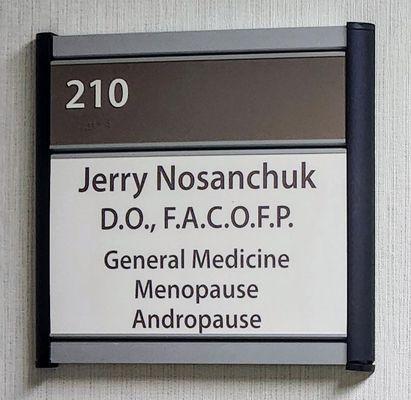 210
Jerry Nosanchuk
D.O., F.A.C.O.F.P.
General Medicine
Menopause
Andropause